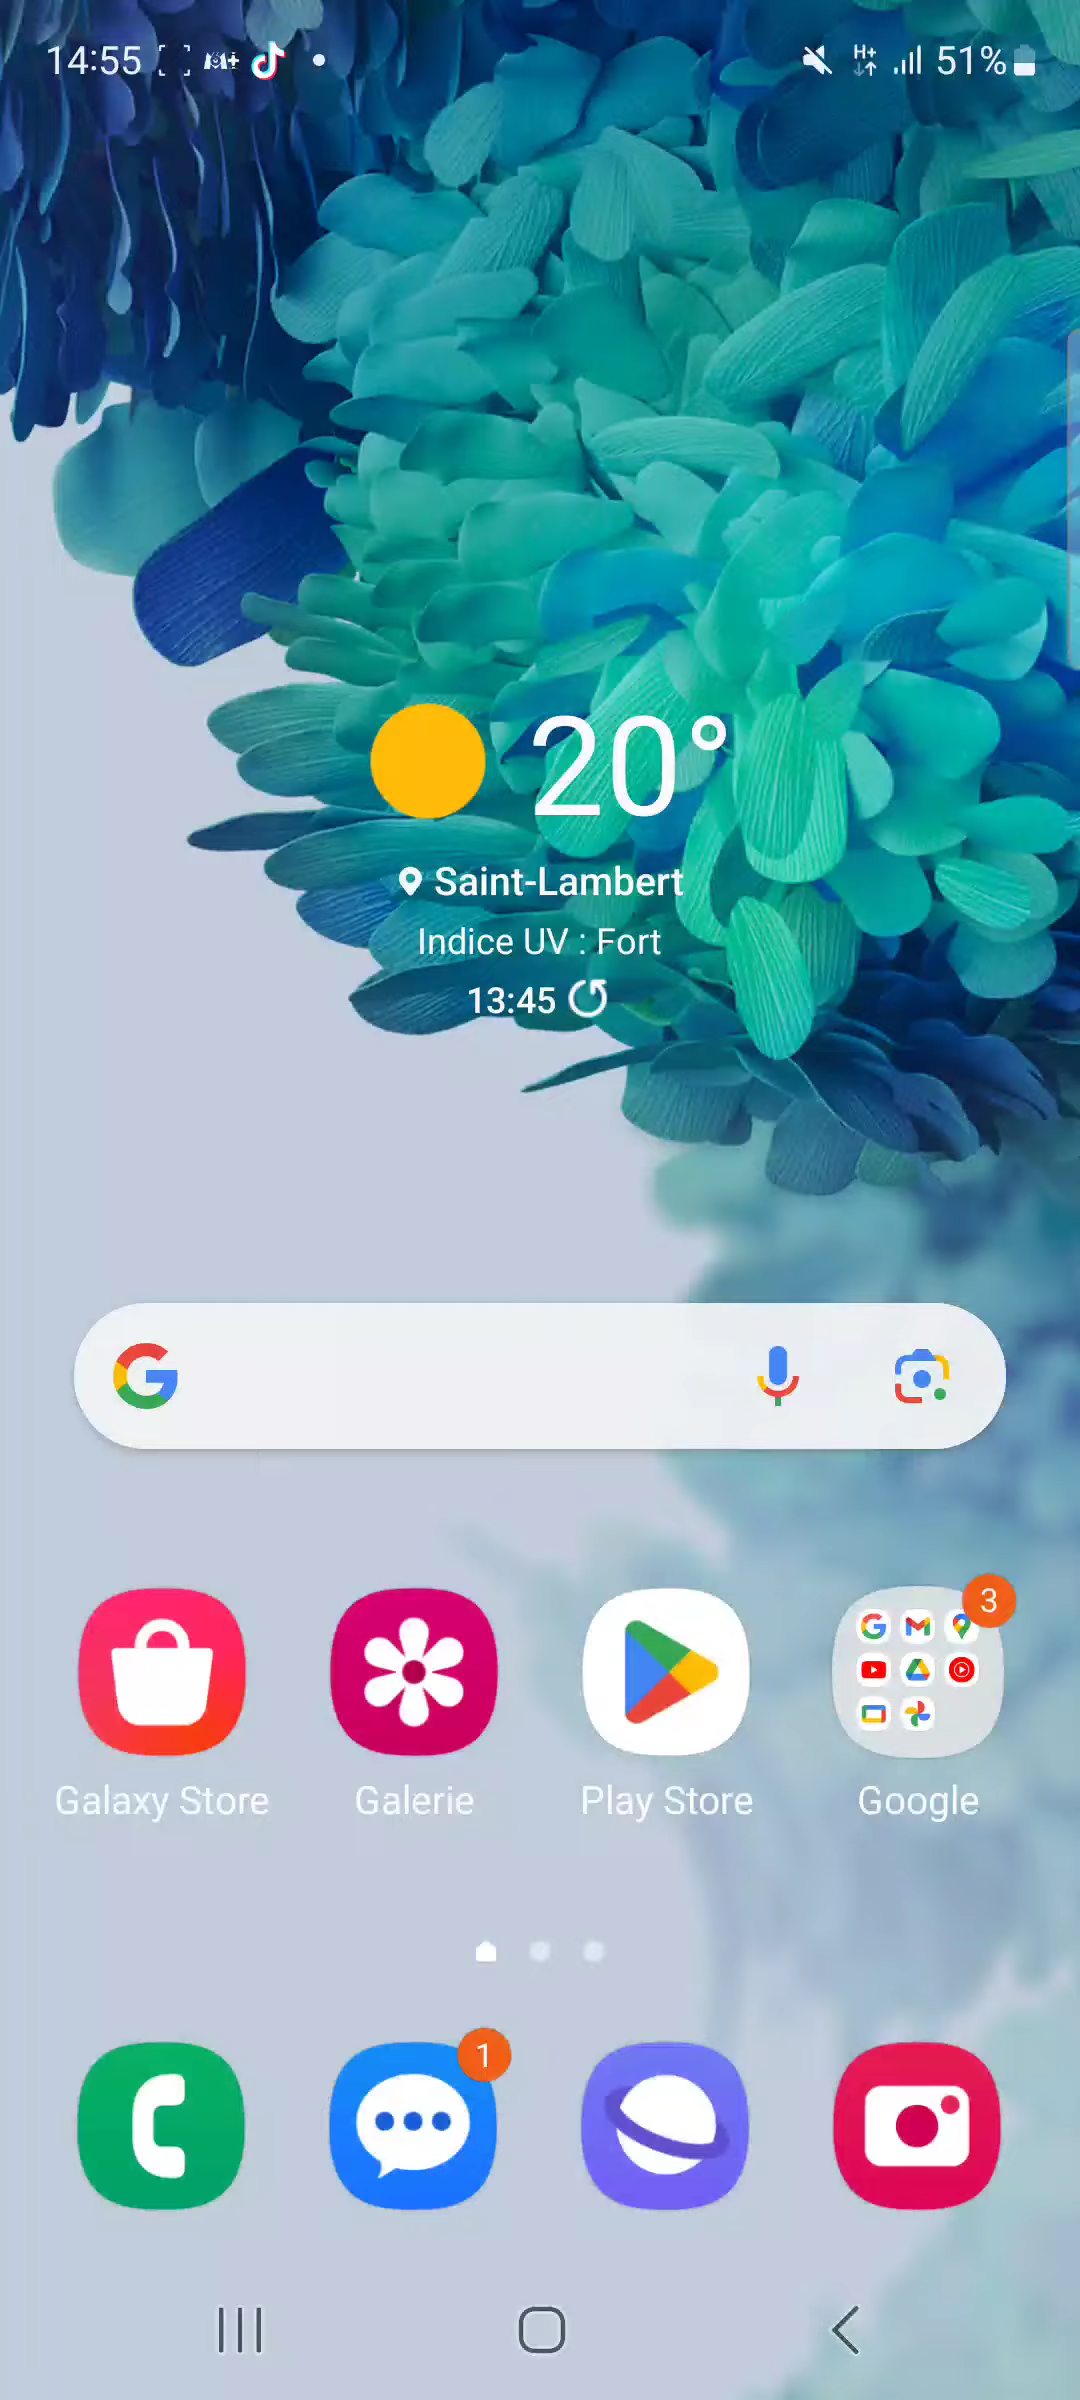 14:55
H+ 51%
20°
Saint-Lambert
Indice UV : Fort
13:45
3
Galaxy Store
Galerie
Play Store
Google
1